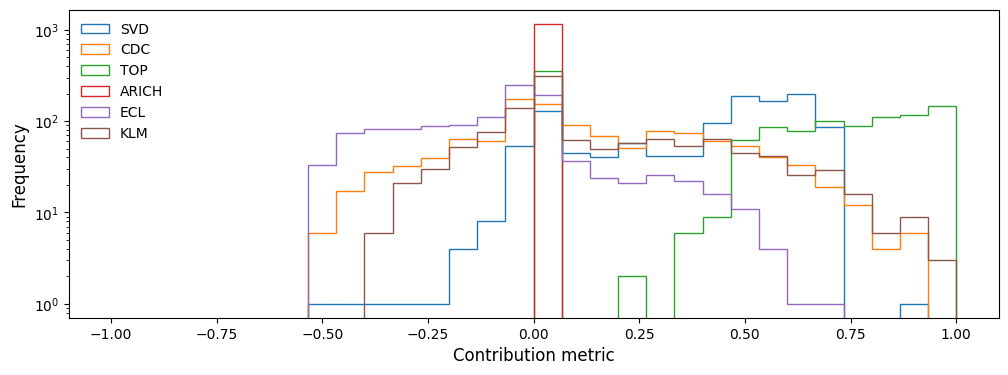 SVD
CDC
TOP
ARICH
ECL
KLM
Frequency
10³
10²
10¹
10⁰
−1.00 −0.75 −0.50 −0.25 0.00 0.25 0.50 0.75 1.00
Contribution metric